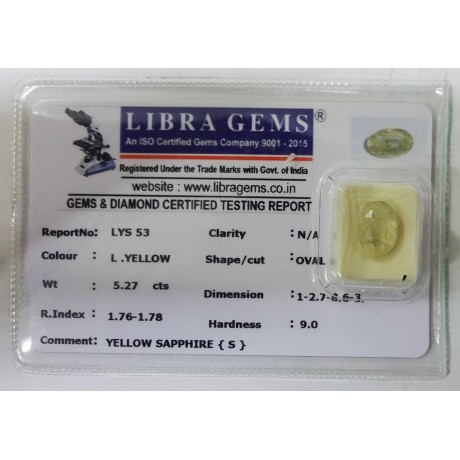 LIBRA GEMS®
An ISO Certified Gems Company 9001 - 2015
Registered Under the Trade Marks with Govt. of India
website : www.libragems.co.in
GEMS & DIAMOND CERTIFIED TESTING REPORT
ReportNo: LYS 53 Clarity : N/A
Colour : L .YELLOW Shape/cut : OVAL
Wt : 5.27 cts Dimension :
R.Index : 1.76-1.78 Hardness : 9.0
Comment: YELLOW SAPPHIRE { S }